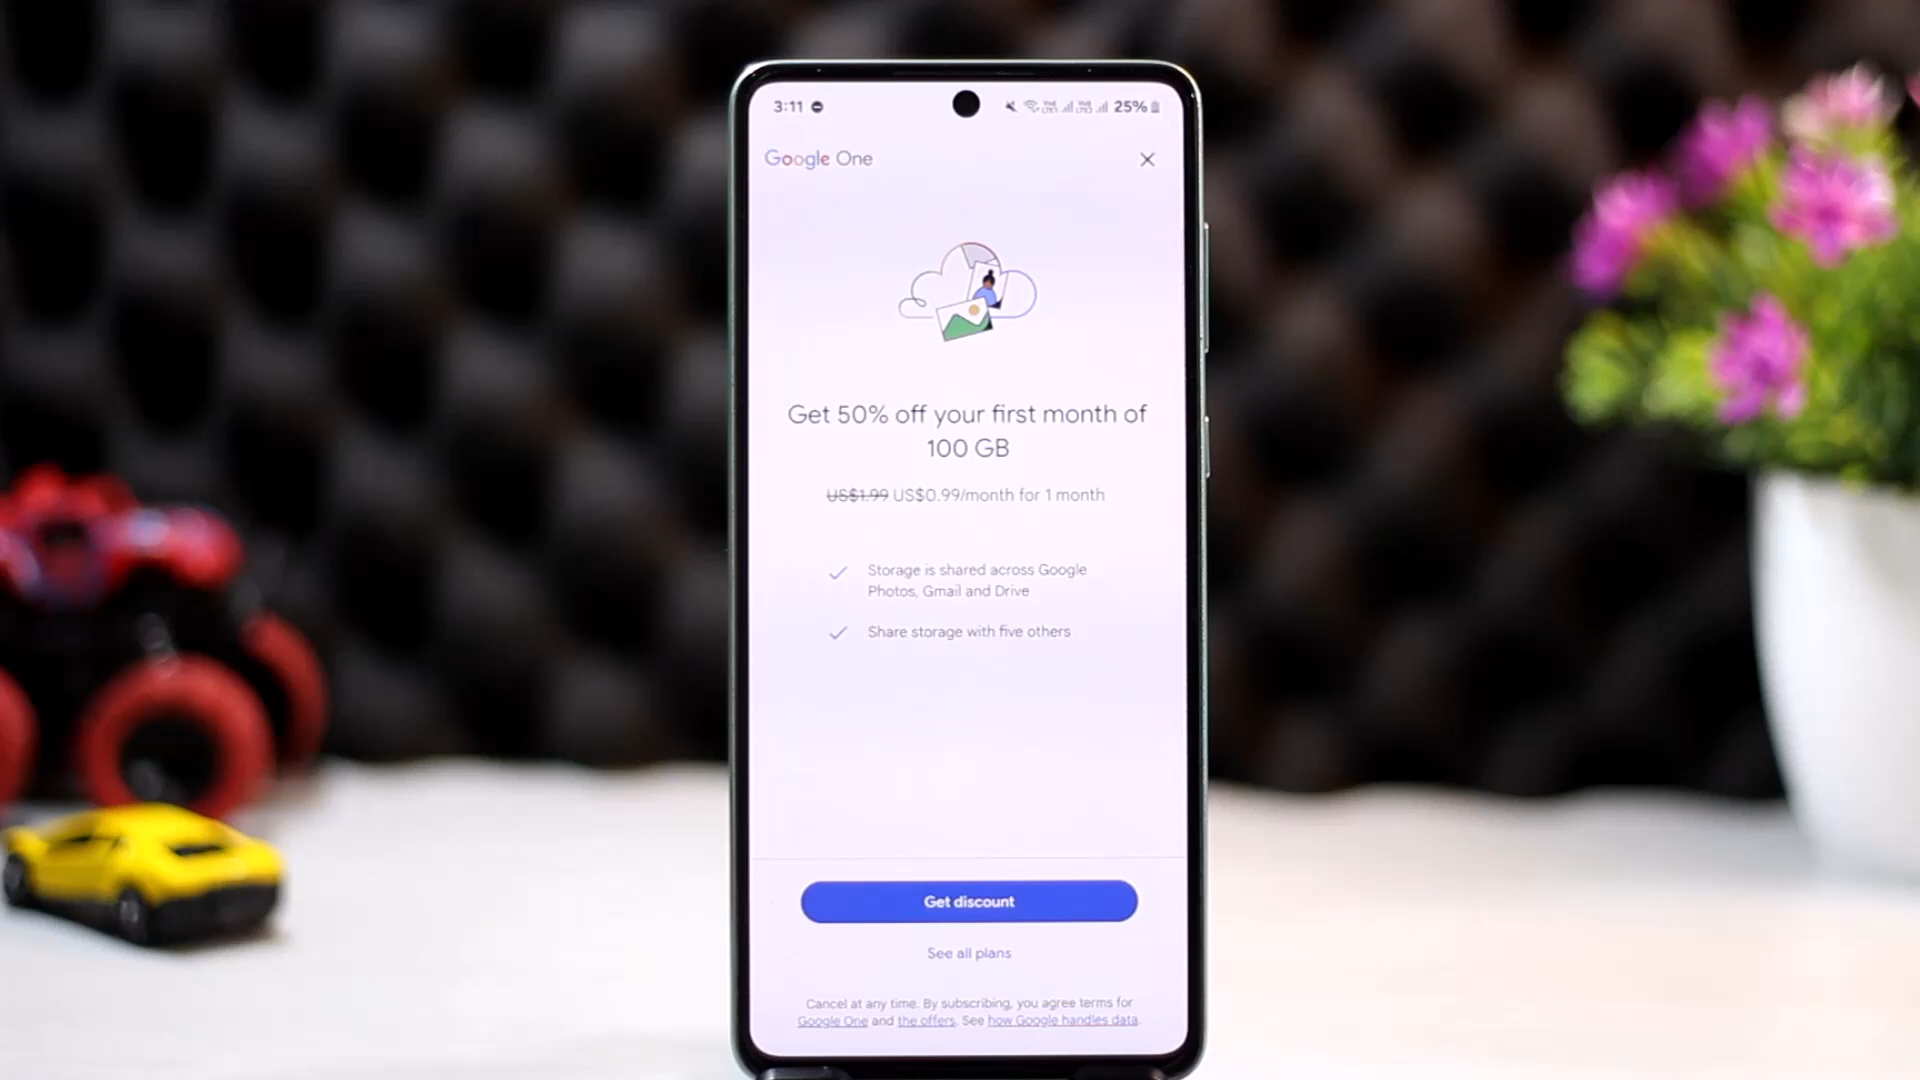 3:11 25%
Google One
Get 50% off your first month of
100 GB
US$1.99 US$0.99/month for 1 month
Storage is shared across Google
Photos, Gmail and Drive
Share storage with five others
Get discount
See all plans
Cancel at any time. By subscribing, you agree terms for
Google One and the offers. See how Google handles data.